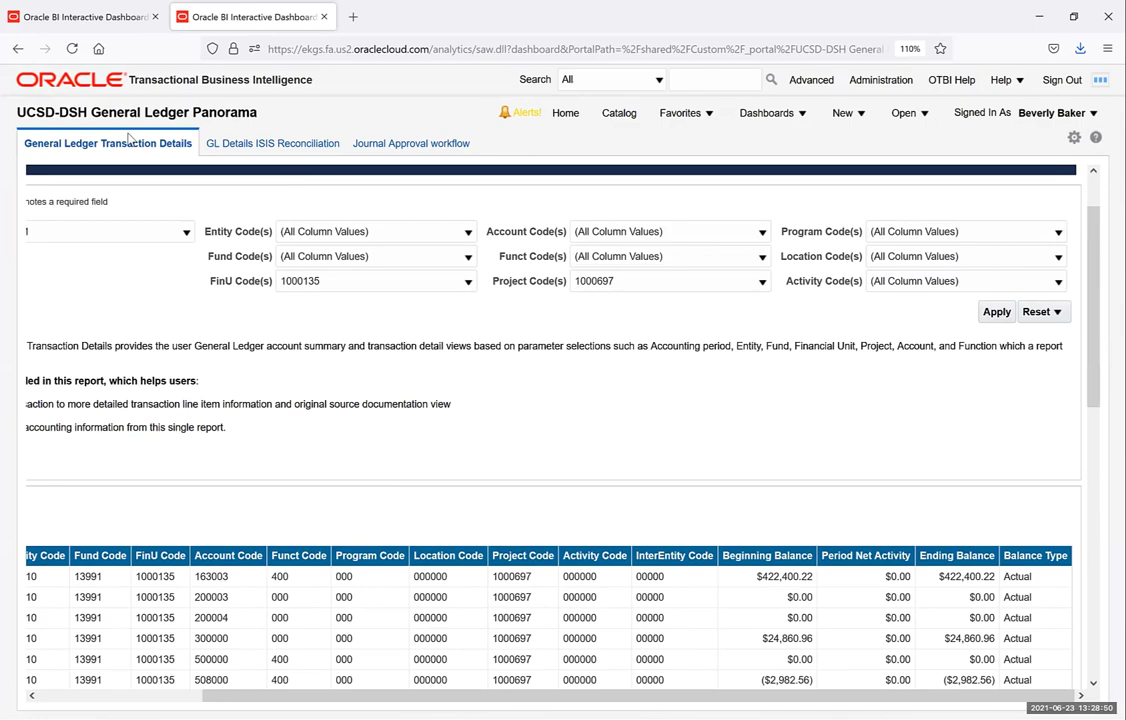 Oracle BI Interactive Dashboard
Oracle BI Interactive Dashboard
https://ekgs.fa.us2.oraclecloud.com/analytics/saw.dll?dashboard&PortalPath=%2Fshared%2FCustom%2F_portal%2FUCSD-DSH General
110%
ORACLE Transactional Business Intelligence
Search All
Advanced Administration OTBI Help Help Sign Out
UCSD-DSH General Ledger Panorama
Alerts! Home Catalog Favorites Dashboards New Open Signed In As Beverly Baker
General Ledger Transaction Details GL Details ISIS Reconciliation Journal Approval workflow
notes a required field
Entity Code(s) (All Column Values) Account Code(s) (All Column Values) Program Code(s) (All Column Values)
Fund Code(s) (All Column Values) Funct Code(s) (All Column Values) Location Code(s) (All Column Values)
FinU Code(s) 1000135 Project Code(s) 1000697 Activity Code(s) (All Column Values)
Apply Reset
Transaction Details provides the user General Ledger account summary and transaction detail views based on parameter selections such as Accounting period, Entity, Fund, Financial Unit, Project, Account, and Function which a report
led in this report, which helps users:
saction to more detailed transaction line item information and original source documentation view
accounting information from this single report.
ity Code Fund Code FinU Code Account Code Funct Code Program Code Location Code Project Code Activity Code InterEntity Code Beginning Balance Period Net Activity Ending Balance Balance Type
10 13991 1000135 163003 400 000 000000 1000697 000000 00000 $422,400.22 $0.00 $422,400.22 Actual
10 13991 1000135 200003 000 000 000000 1000697 000000 00000 $0.00 $0.00 $0.00 Actual
10 13991 1000135 200004 000 000 000000 1000697 000000 00000 $0.00 $0.00 $0.00 Actual
10 13991 1000135 300000 000 000 000000 1000697 000000 00000 $24,860.96 $0.00 $24,860.96 Actual
10 13991 1000135 500000 400 000 000000 1000697 000000 00000 $0.00 $0.00 $0.00 Actual
10 13991 1000135 508000 400 000 000000 1000697 000000 00000 ($2,982.56) $0.00 ($2,982.56) Actual
2021-06-23 13:28:50